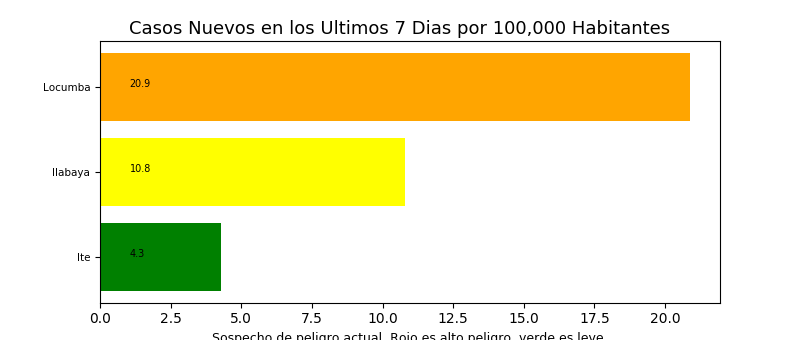 Casos Nuevos en los Ultimos 7 Dias por 100,000 Habitantes
Locumba
20.9
Ilabaya
10.8
Ite
4.3
0.0 2.5 5.0 7.5 10.0 12.5 15.0 17.5 20.0
Sospecho de peligro actual. Rojo es alto peligro, verde es leve